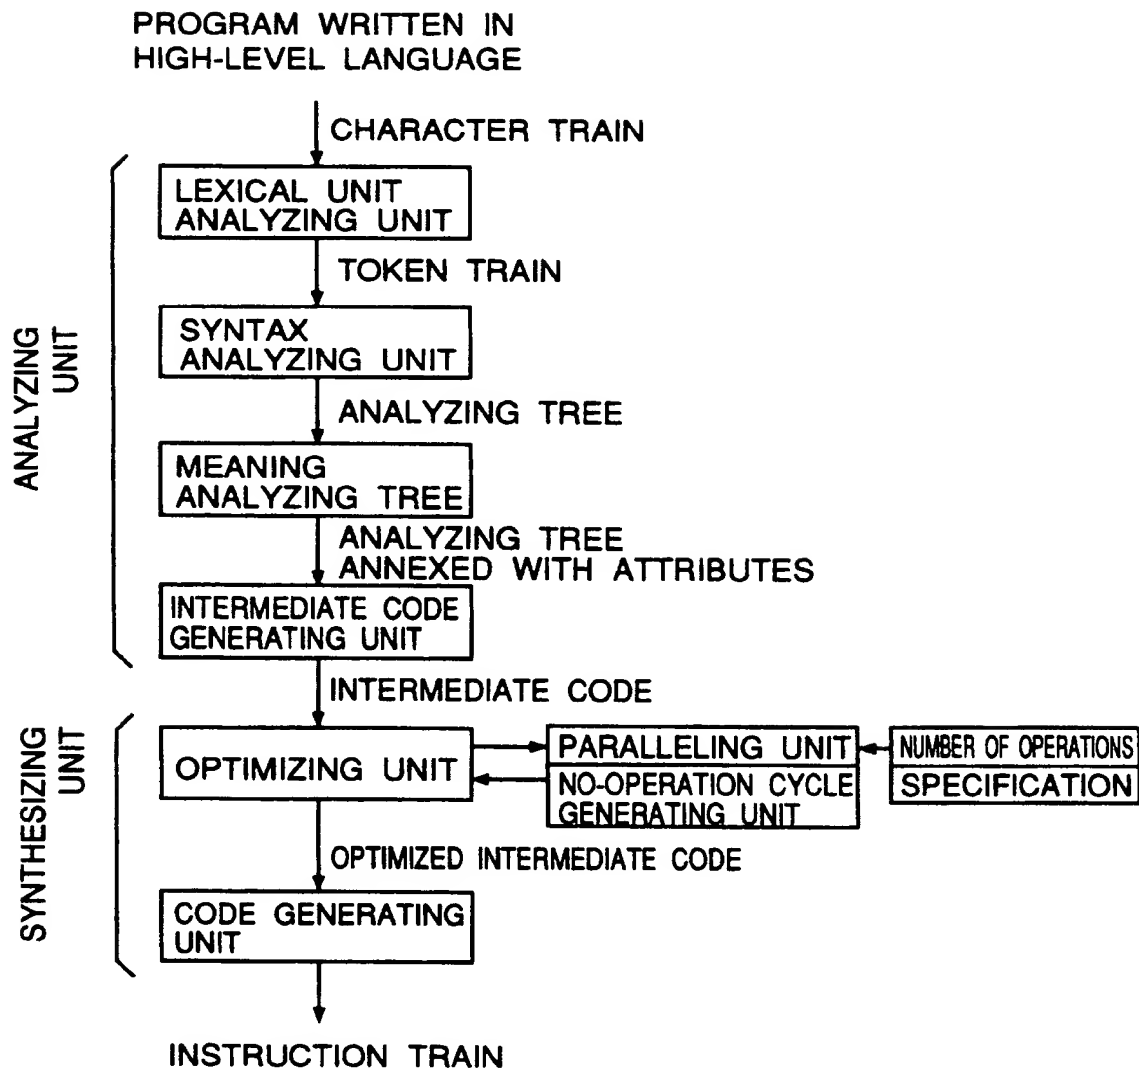 PROGRAM WRITTEN IN
HIGH-LEVEL LANGUAGE
CHARACTER TRAIN
ANALYZING
UNIT
LEXICAL UNIT
ANALYZING UNIT
TOKEN TRAIN
SYNTAX
ANALYZING UNIT
ANALYZING TREE
MEANING
ANALYZING TREE
ANALYZING TREE
ANNEXED WITH ATTRIBUTES
INTERMEDIATE CODE
GENERATING UNIT
INTERMEDIATE CODE
SYNTHESIZING
UNIT
OPTIMIZING UNIT
PARALLELING UNIT
NO-OPERATION CYCLE
GENERATING UNIT
NUMBER OF OPERATIONS
SPECIFICATION
OPTIMIZED INTERMEDIATE CODE
CODE GENERATING
UNIT
INSTRUCTION TRAIN